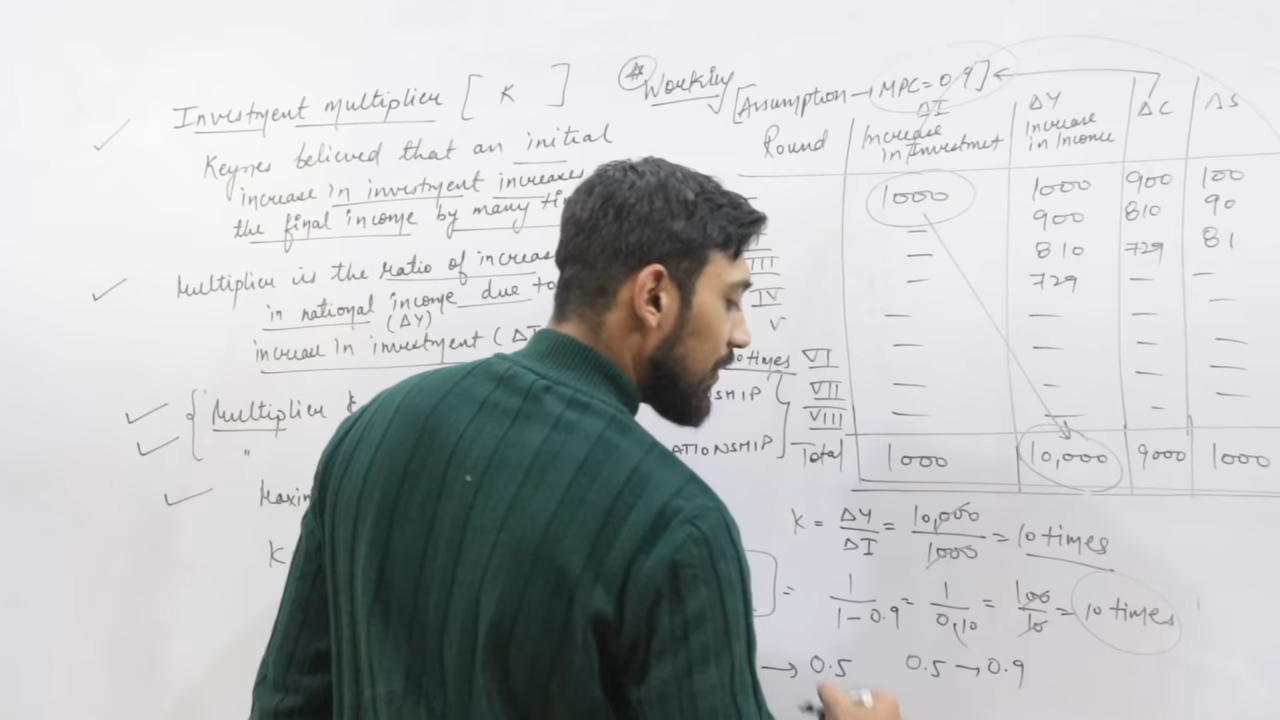 Investment multiplier [ K ]
Keynes believed that an initial
increase in investment increases
the final income by many
Multiplier is the ratio of
in national income due to
(ΔY)
increase in investment (ΔI
Multiplier
"
K
* Working
[Assumption → MPC = 0.9]
Round ΔI Increase in Investment ΔY Increase in Income ΔC ΔS
1000 1000 900 100
— 900 810 90
III — 810 729 81
IV — 729 — —
V — — — —
times VI — — — —
SHIP VII — — — —
VIII — — —
ATIONSHIP Total 1000 10,000 9000 1000
K = ΔY/ΔI = 10,000/1000 = 10 times
= 1/1-0.9 = 1/0.10 = 100/10 = 10 times
→ 0.5 0.5 → 0.9